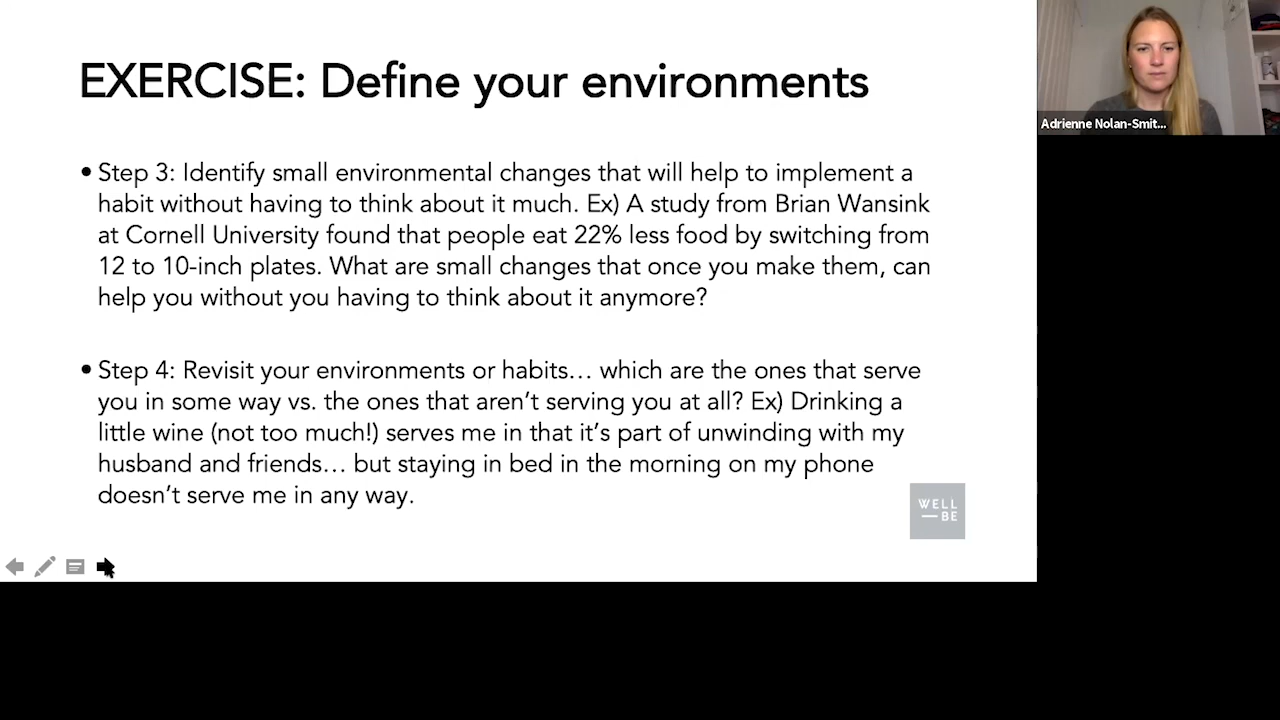 EXERCISE: Define your environments
• Step 3: Identify small environmental changes that will help to implement a
habit without having to think about it much. Ex) A study from Brian Wansink
at Cornell University found that people eat 22% less food by switching from
12 to 10-inch plates. What are small changes that once you make them, can
help you without you having to think about it anymore?
• Step 4: Revisit your environments or habits… which are the ones that serve
you in some way vs. the ones that aren’t serving you at all? Ex) Drinking a
little wine (not too much!) serves me in that it’s part of unwinding with my
husband and friends… but staying in bed in the morning on my phone
doesn’t serve me in any way.
WELL
—BE
Adrienne Nolan-Smit...